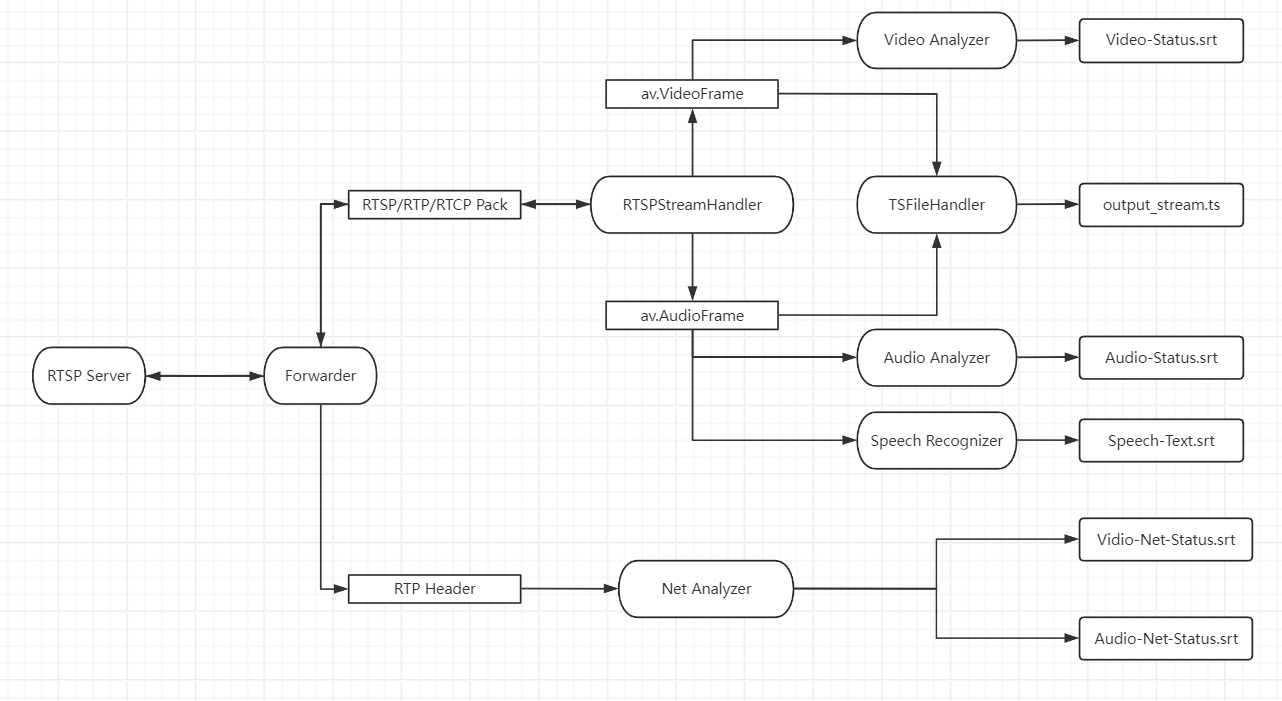 Video Analyzer
Video-Status.srt
av.VideoFrame
RTSP/RTP/RTCP Pack
RTSPStreamHandler
TSFileHandler
output_stream.ts
av.AudioFrame
Audio Analyzer
Audio-Status.srt
RTSP Server
Forwarder
Speech Recognizer
Speech-Text.srt
Vidio-Net-Status.srt
RTP Header
Net Analyzer
Audio-Net-Status.srt